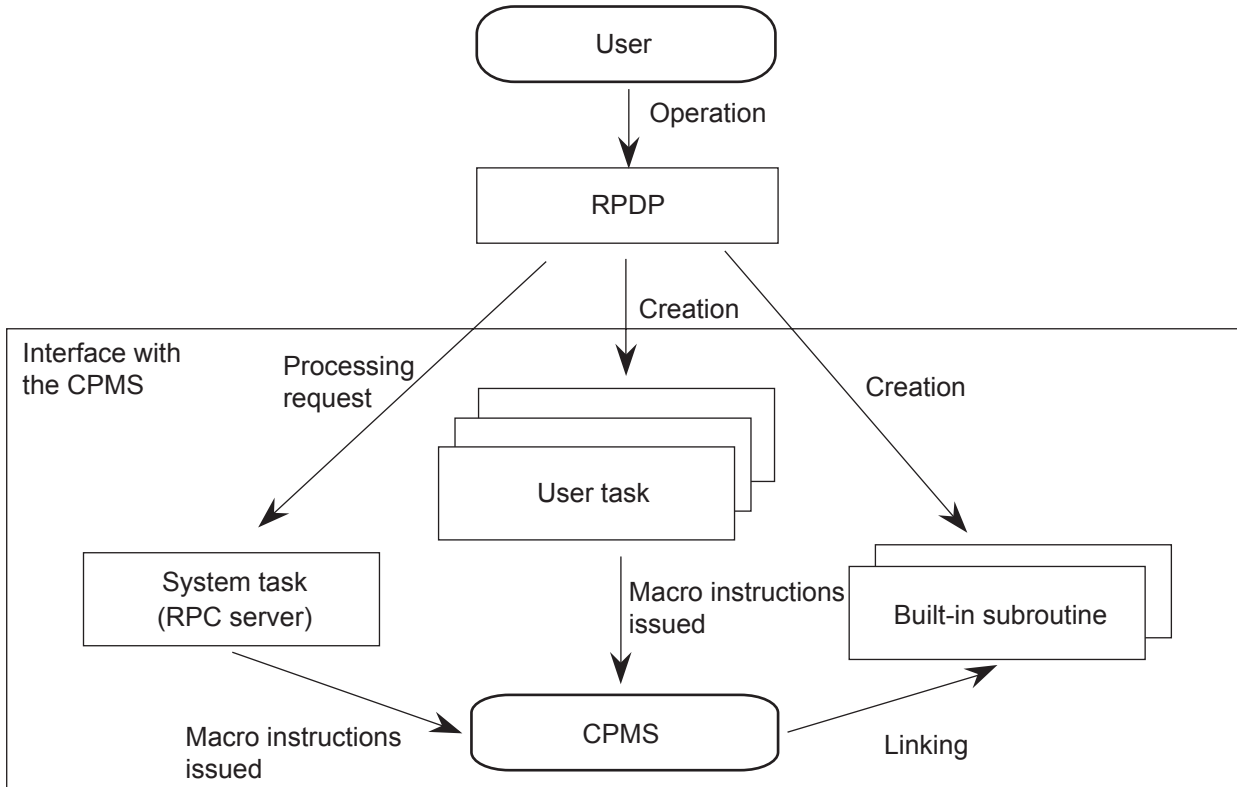 User
Operation
RPDP
Creation
Interface with
the CPMS
Processing
request
Creation
User task
System task
(RPC server)
Macro instructions
issued
Built-in subroutine
CPMS
Macro instructions
issued
Linking